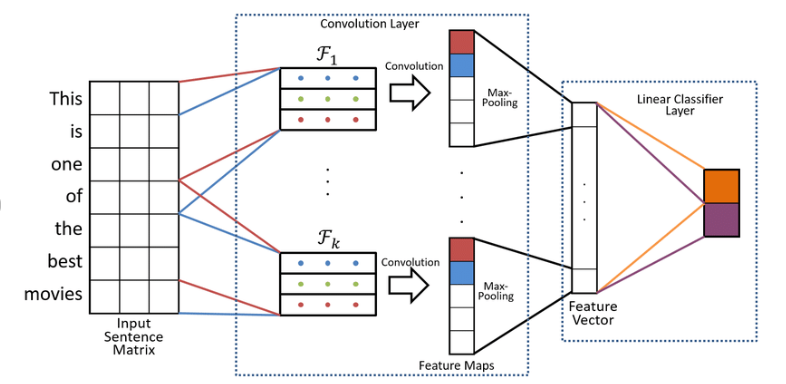 Convolution Layer
This
is
one
of
the
best
movies
Input
Sentence
Matrix
ℱ₁
Convolution
Max-
Pooling
ℱₖ
Convolution
Max-
Pooling
Feature Maps
Feature
Vector
Linear Classifier
Layer